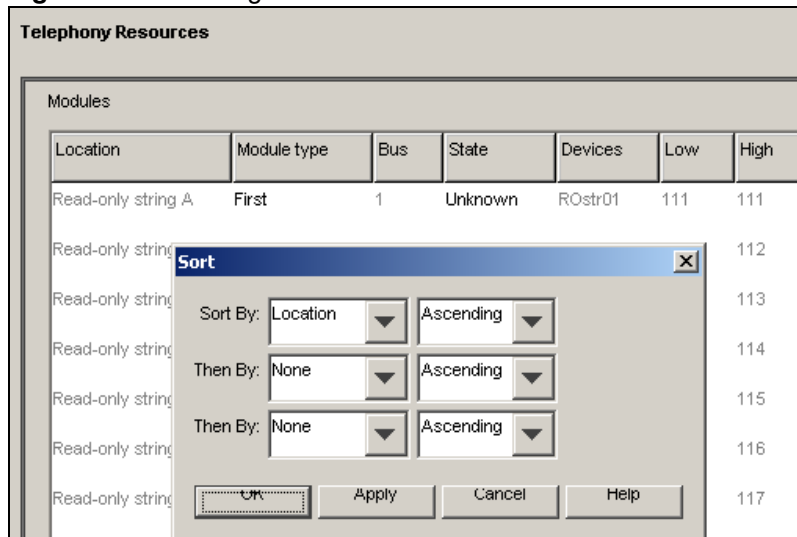 Telephony Resources
Modules
Location Module type Bus State Devices Low High
Read-only string A First 1 Unknown ROstr01 111 111
Read-only string 112
Sort
Read-only string 113
Sort By: Location Ascending
Read-only string 114
Then By: None Ascending
Read-only string 115
Then By: None Ascending
Read-only string 116
OK Apply Cancel Help
Read-only string 117